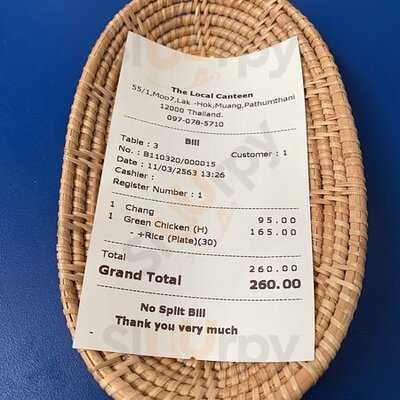 The Local Canteen
55/1,Moo7,Lak -Hok,Muang,Pathumthani
12000 Thailand.
097-078-5710
Bill
Table : 3
No. : B110320/000015 Customer : 1
Date : 11/03/2563 13:26
Cashier :
Register Number : 1
1 Chang 95.00
1 Green Chicken (H) 165.00
- +Rice (Plate)(30)
Total 260.00
Grand Total 260.00
No Split Bill
Thank you very much